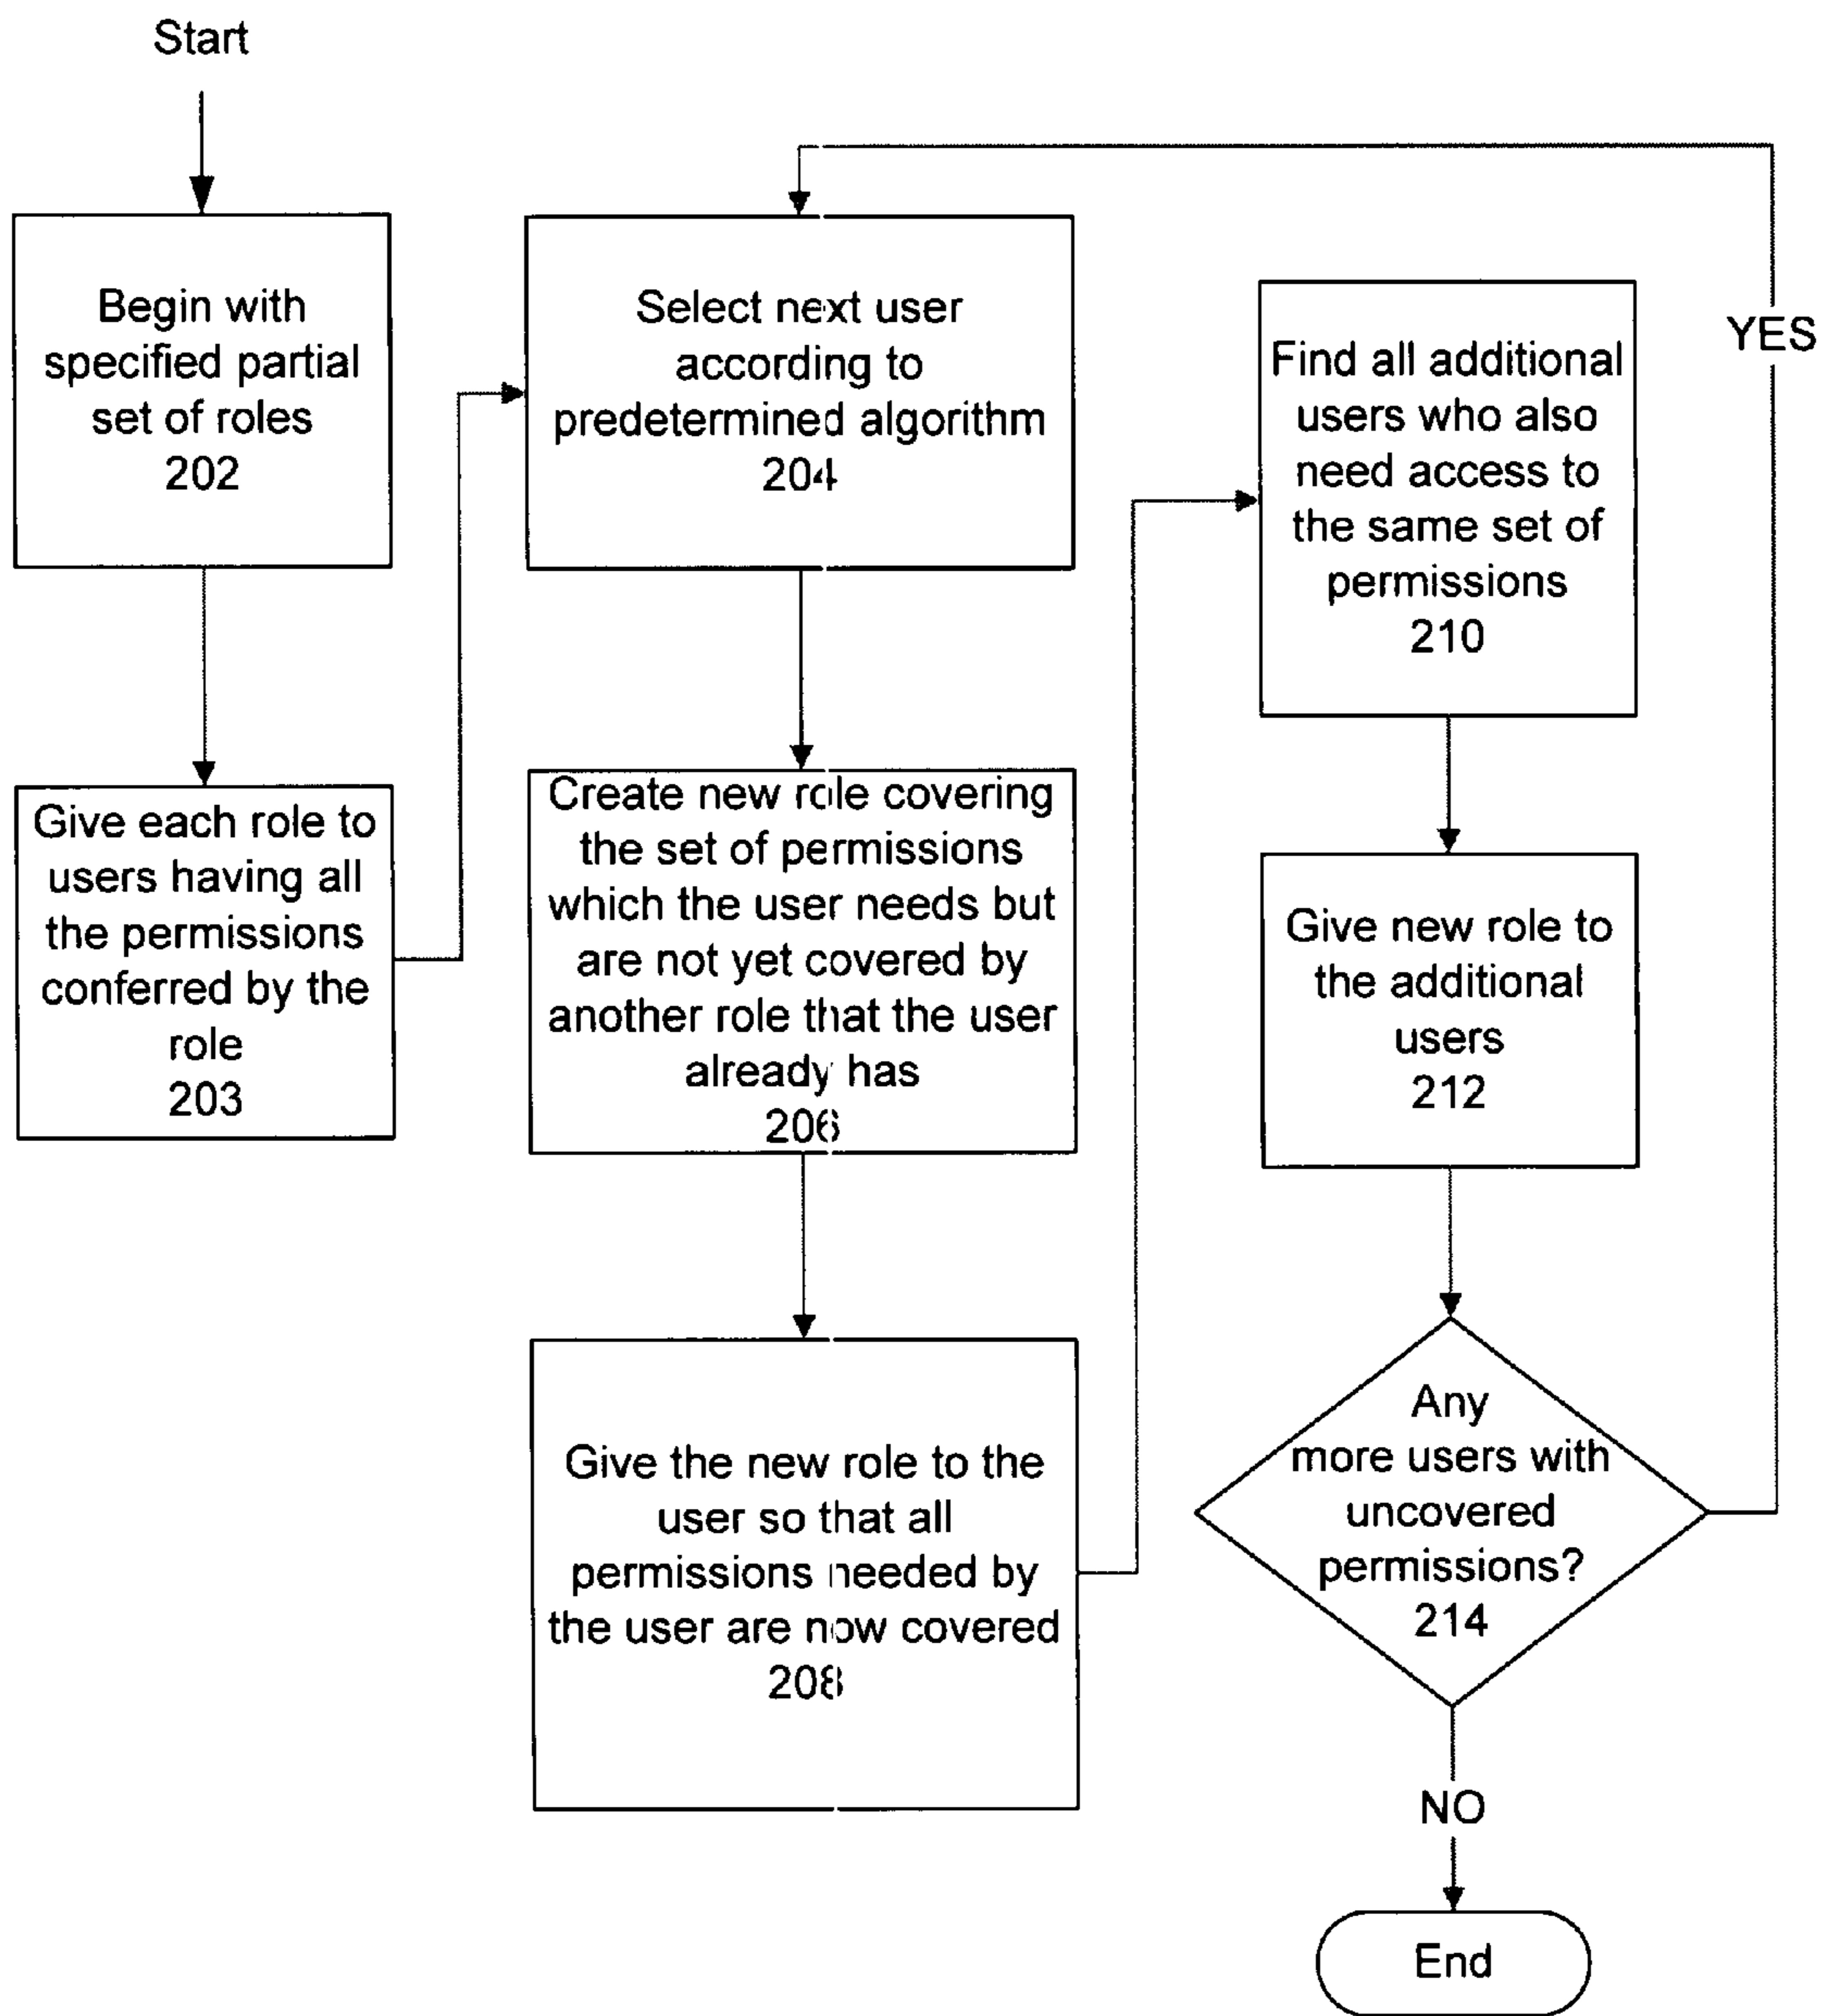 Start
Begin with
specified partial
set of roles
202
Give each role to
users having all
the permissions
conferred by the
role
203
Select next user
according to
predetermined algorithm
204
Create new role covering
the set of permissions
which the user needs but
are not yet covered by
another role that the user
already has
206
Give the new role to the
user so that all
permissions needed by
the user are now covered
208
Find all additional
users who also
need access to
the same set of
permissions
210
Give new role to
the additional
users
212
Any
more users with
uncovered
permissions?
214
YES
NO
End